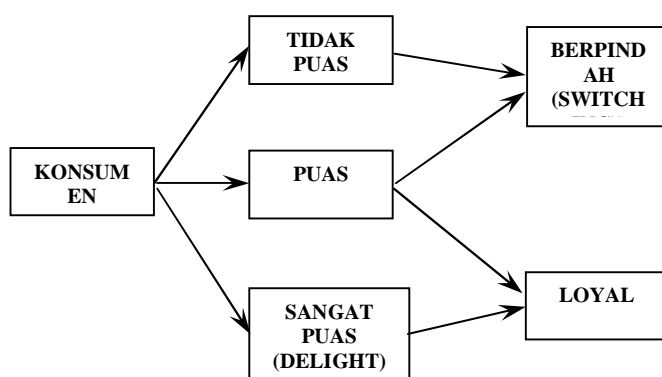 TIDAK
PUAS
BERPIND
AH
(SWITCH
KONSUM
EN
PUAS
SANGAT
PUAS
(DELIGHT)
LOYAL